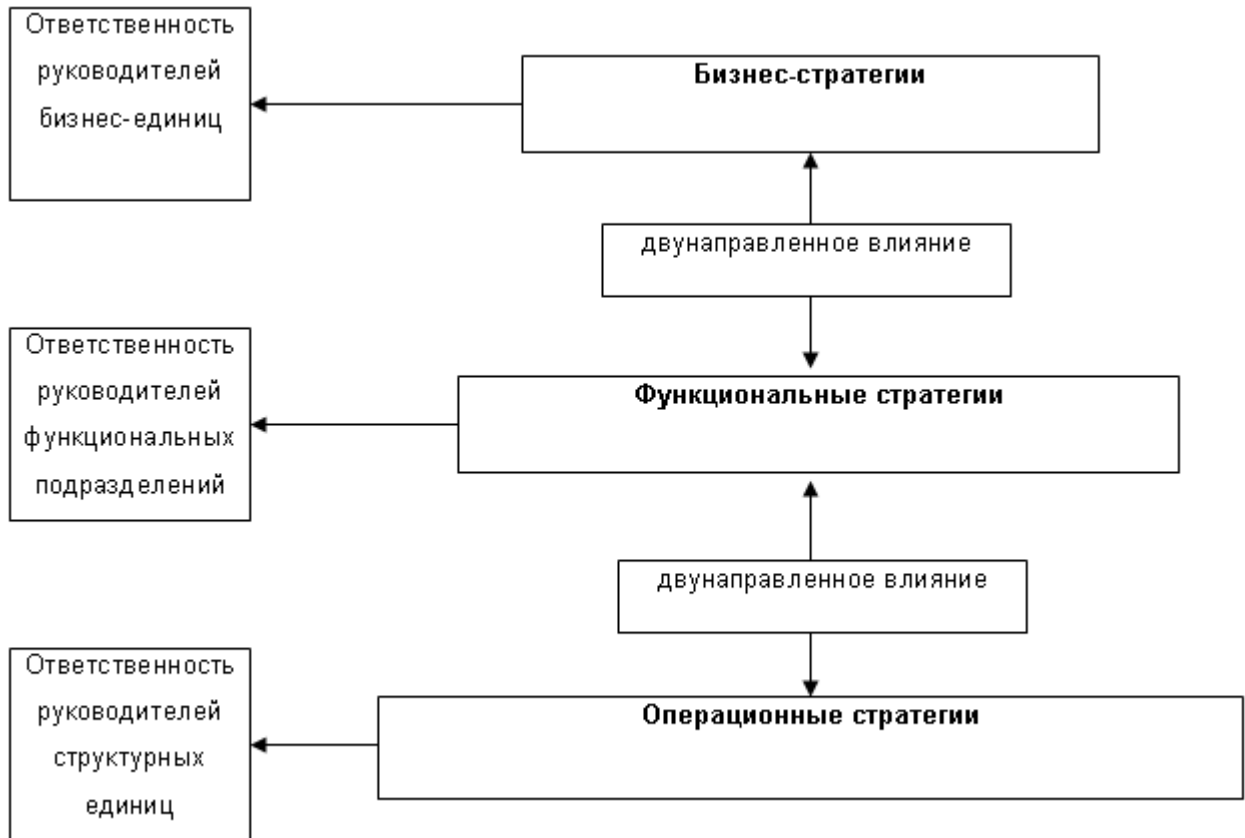 Ответственность
руководителей
бизнес-единиц
Бизнес-стратегии
двунаправленное влияние
Ответственность
руководителей
функциональных
подразделений
Функциональные стратегии
двунаправленное влияние
Ответственность
руководителей
структурных
единиц
Операционные стратегии